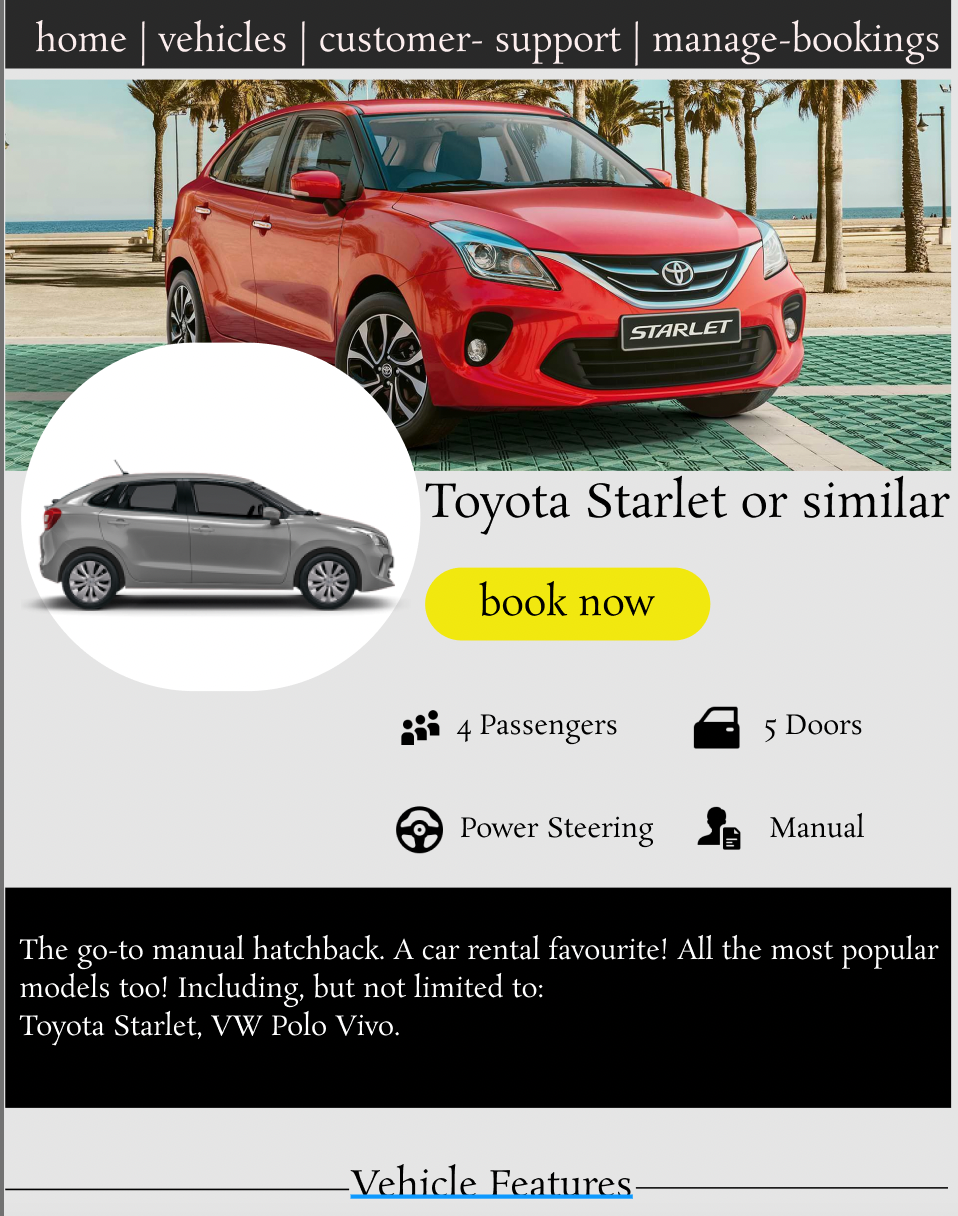 home | vehicles | customer- support | manage-bookings
STARLET
Toyota Starlet or similar
book now
4 Passengers
5 Doors
Power Steering
Manual
The go-to manual hatchback. A car rental favourite! All the most popular
models too! Including, but not limited to:
Toyota Starlet, VW Polo Vivo.
Vehicle Features